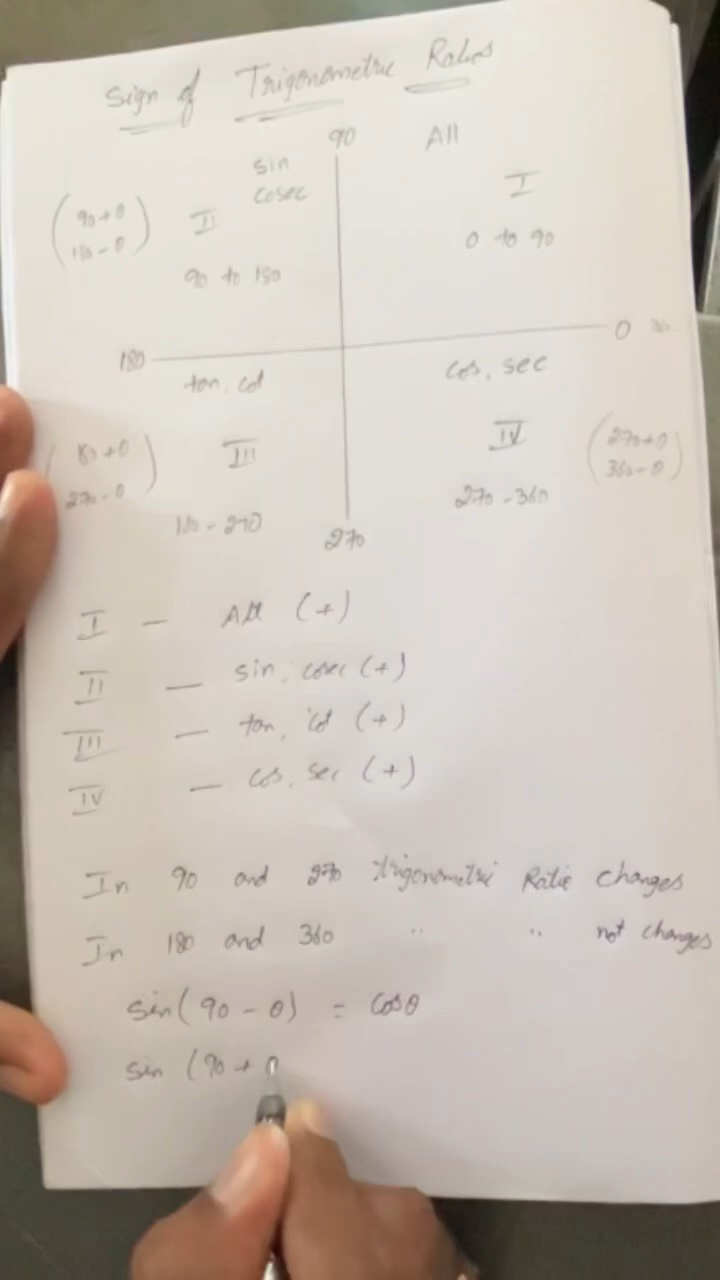 Sign of Trigonometric Ratios
90 All
sin
cosec
I
(90+θ
180-θ)
II
0 to 90
90 to 180
180
0 360
tan, cot
cos, sec
(180+θ
270-θ)
III
IV
(270+θ
360-θ)
180 - 270
270 - 360
270
I — All (+)
II — sin, cosec (+)
III — tan, cot (+)
IV — cos, sec (+)
In 90 and 270 trigonometric Ratio changes
In 180 and 360 " " not changes
sin(90 - θ) = cosθ
sin (90 + θ